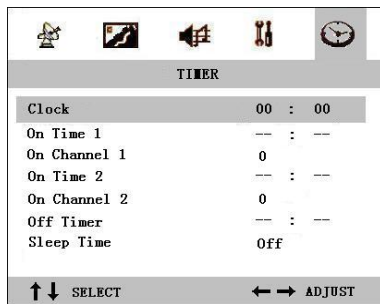 TIMER
Clock 00 : 00
On Time 1 -- : --
On Channel 1 0
On Time 2 -- : --
On Channel 2 0
Off Timer -- : --
Sleep Time Off
↑↓ SELECT ←→ ADJUST